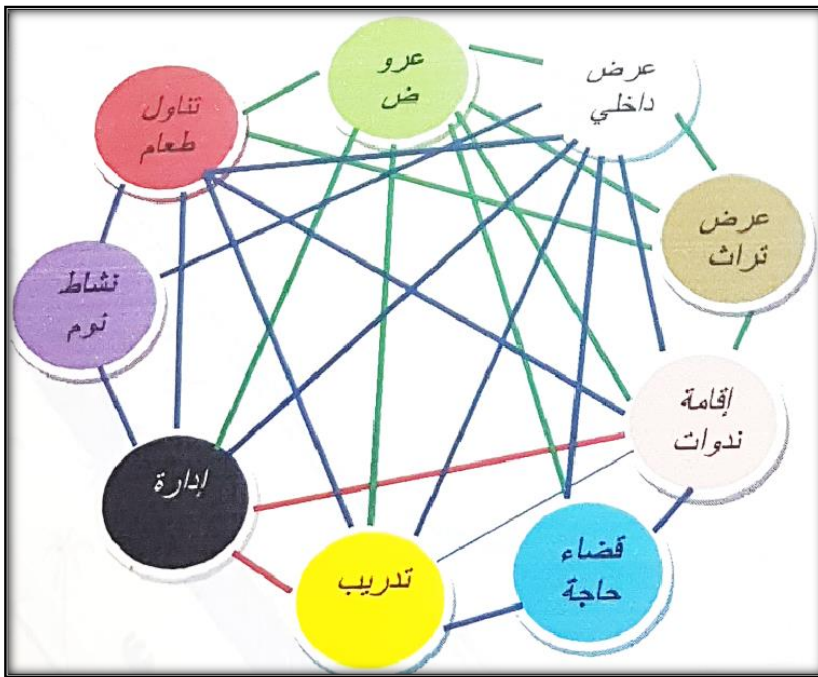 عرو
ض
عرض
داخلي
تناول
طعام
عرض
تراث
نشاط
نوم
إقامة
ندوات
إدارة
قضاء
حاجة
تدريب